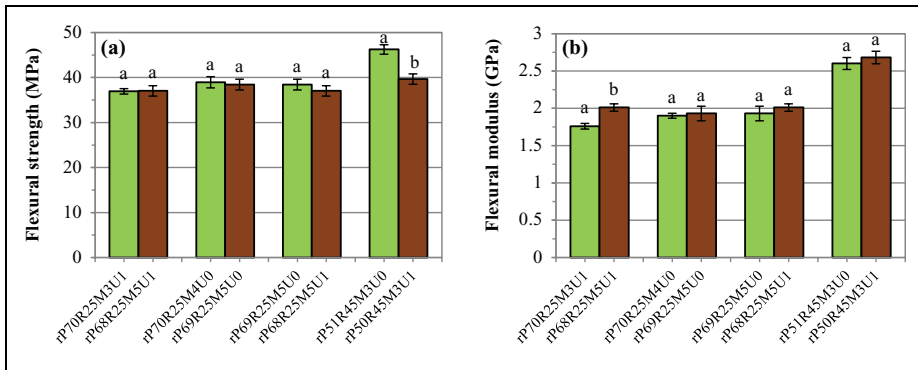 (a)
Flexural strength (MPa)
50
40
30
20
10
0
a a a a a a a b
rP70R25M3U1
rP68R25M5U1
rP70R25M4U0
rP69R25M5U0
rP69R25M5U0
rP68R25M5U1
rP51R45M3U0
rP50R45M3U1
(b)
Flexural modulus (GPa)
3
2.5
2
1.5
1
0.5
0
a b a a a a a a
rP70R25M3U1
rP68R25M5U1
rP70R25M4U0
rP69R25M5U0
rP69R25M5U0
rP68R25M5U1
rP51R45M3U0
rP50R45M3U1